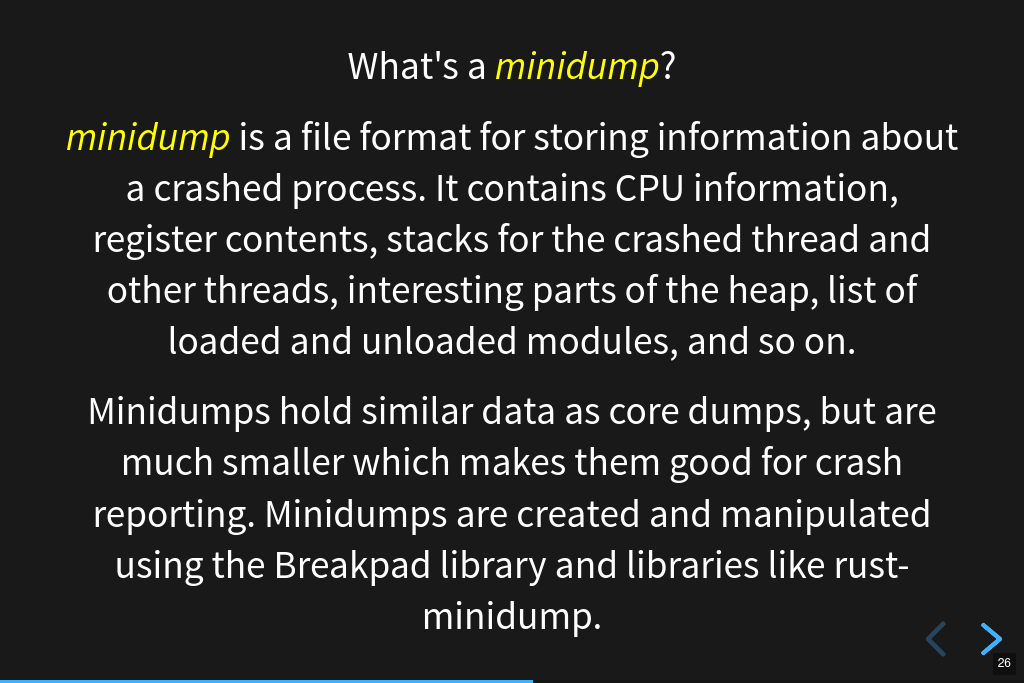 What's a minidump?
minidump is a file format for storing information about
a crashed process. It contains CPU information,
register contents, stacks for the crashed thread and
other threads, interesting parts of the heap, list of
loaded and unloaded modules, and so on.
Minidumps hold similar data as core dumps, but are
much smaller which makes them good for crash
reporting. Minidumps are created and manipulated
using the Breakpad library and libraries like rust-
minidump.
26